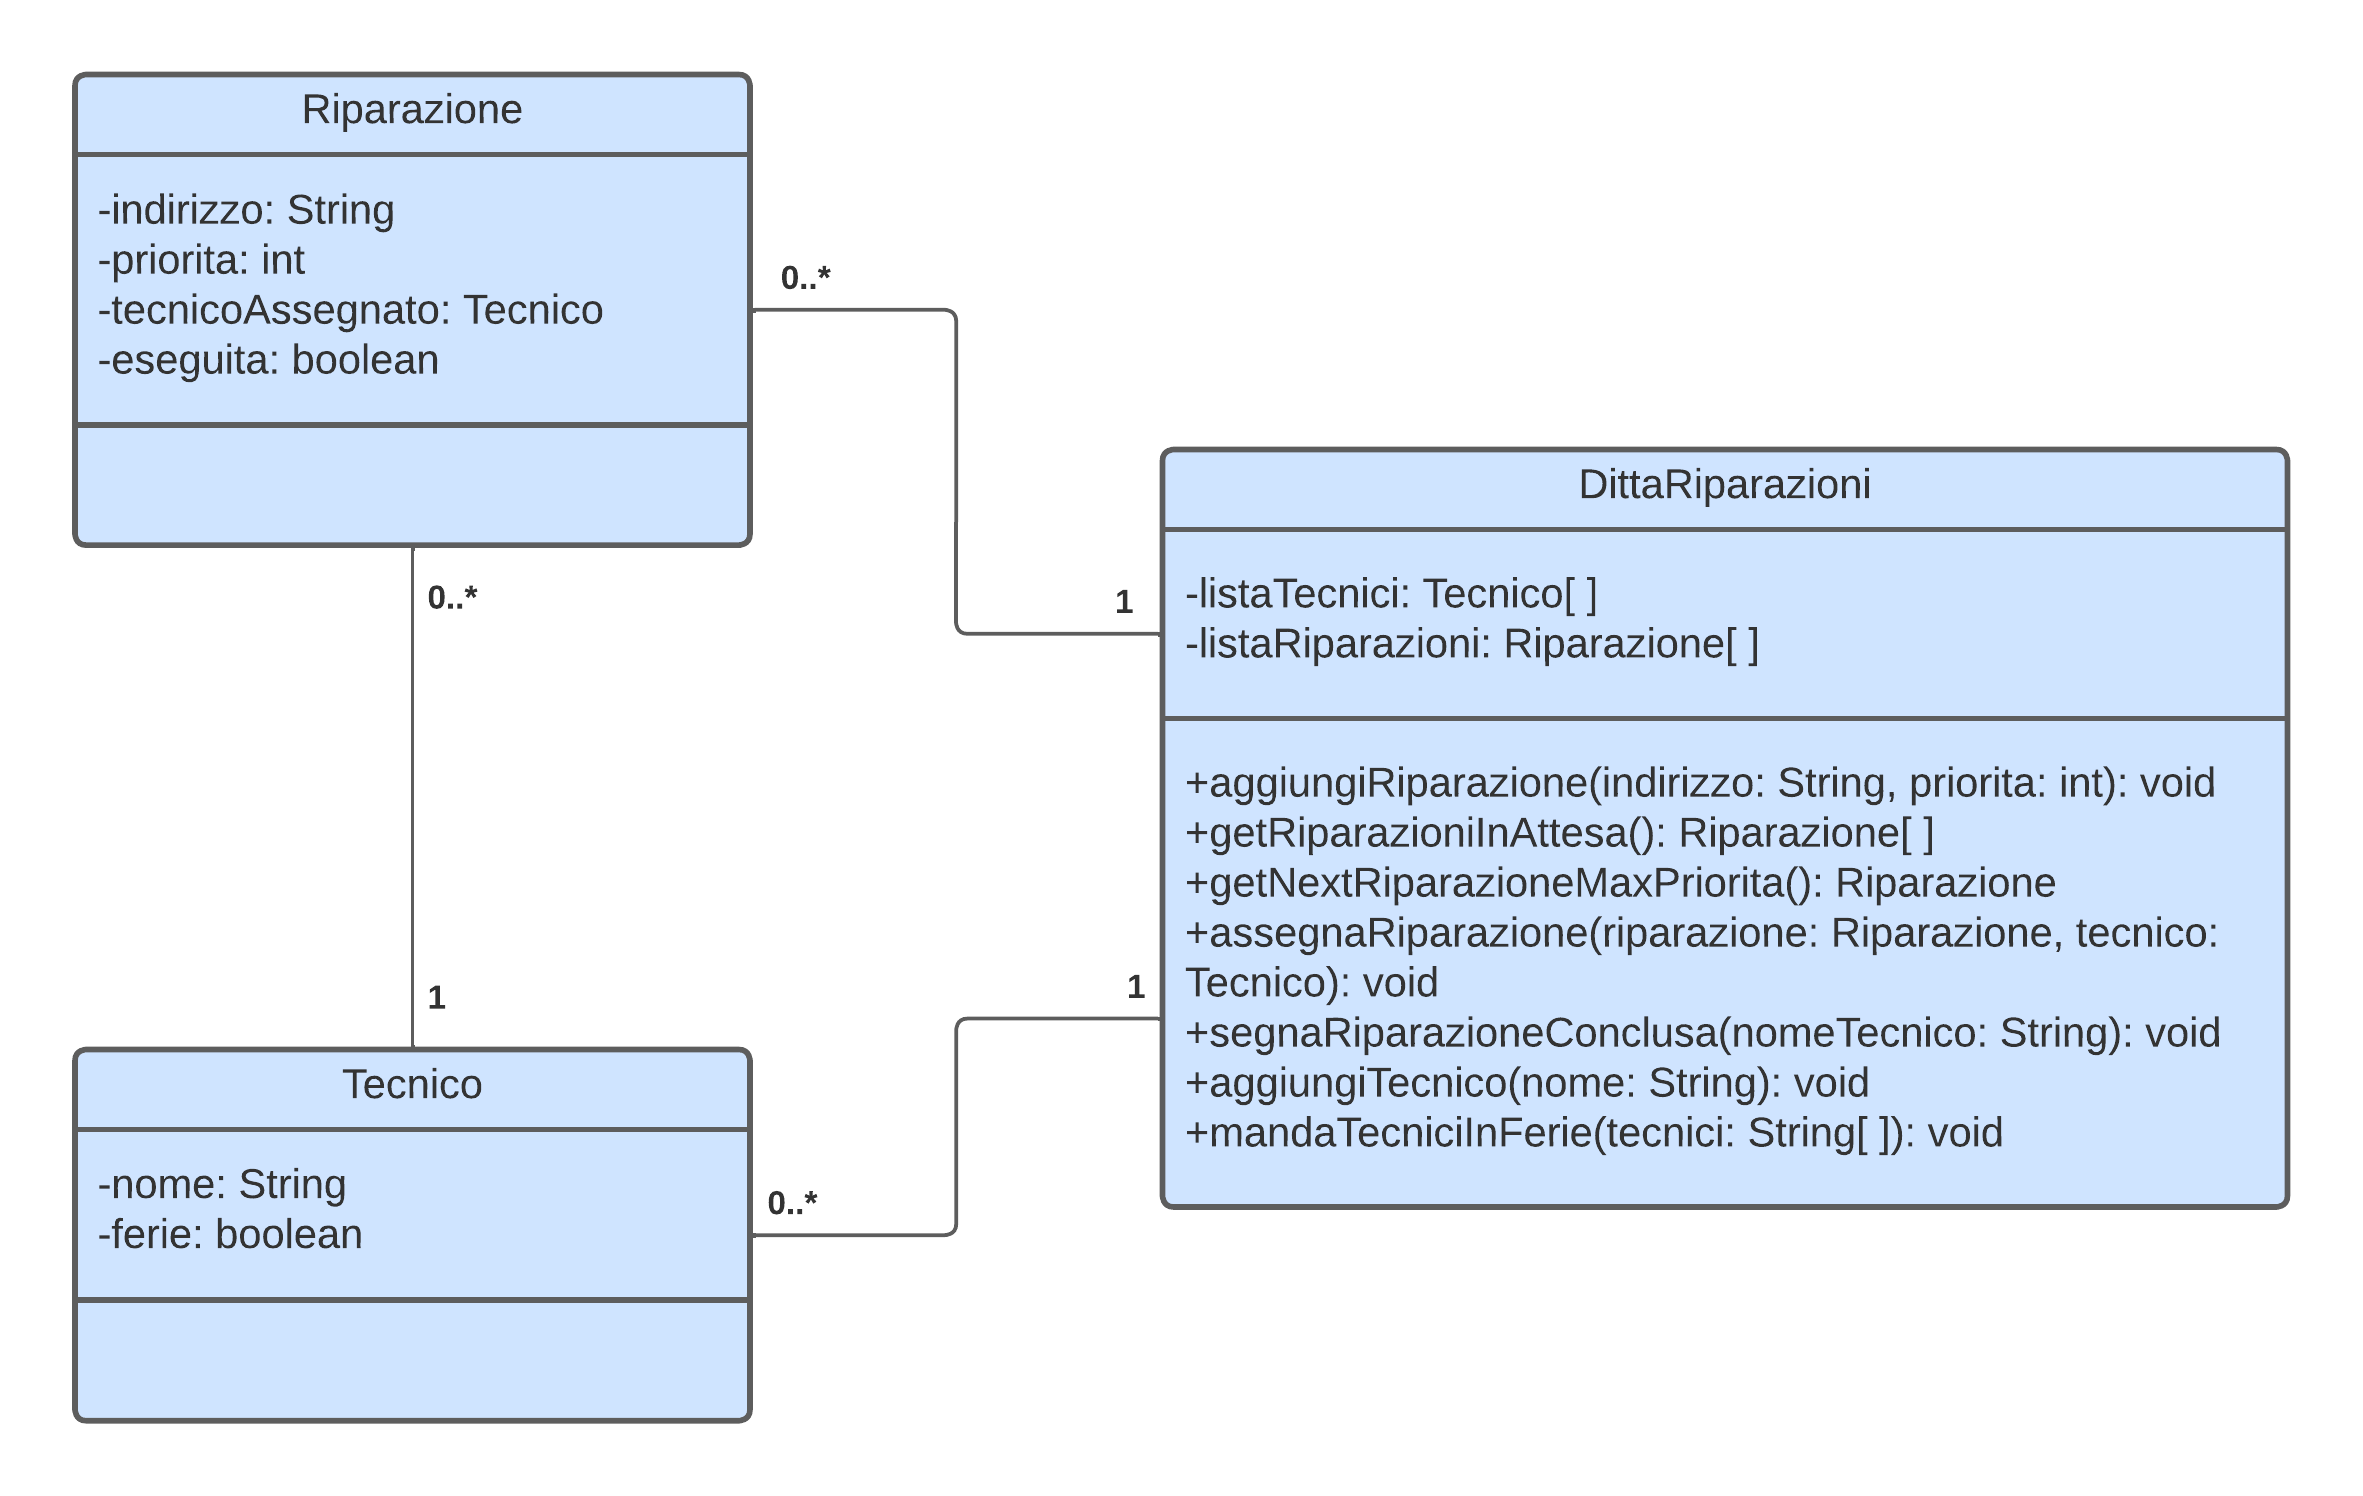 Riparazione
-indirizzo: String
-priorita: int
-tecnicoAssegnato: Tecnico
-eseguita: boolean
0..*
1
0..*
1
DittaRiparazioni
-listaTecnici: Tecnico[ ]
-listaRiparazioni: Riparazione[ ]
+aggiungiRiparazione(indirizzo: String, priorita: int): void
+getRiparazioniInAttesa(): Riparazione[ ]
+getNextRiparazioneMaxPriorita(): Riparazione
+assegnaRiparazione(riparazione: Riparazione, tecnico:
Tecnico): void
+segnaRiparazioneConclusa(nomeTecnico: String): void
+aggiungiTecnico(nome: String): void
+mandaTecniciInFerie(tecnici: String[ ]): void
1
0..*
Tecnico
-nome: String
-ferie: boolean